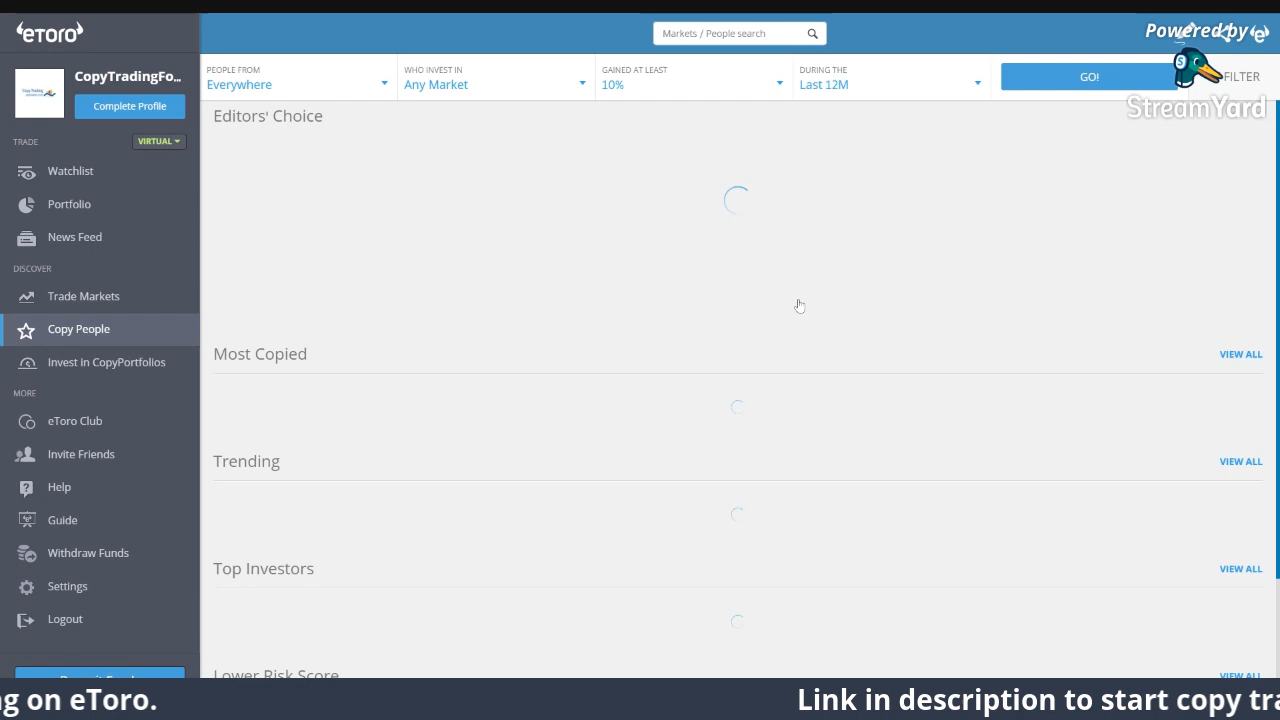 eToro
Markets / People search
Powered by
StreamYard
CopyTradingFo...
Complete Profile
PEOPLE FROM
Everywhere
WHO INVEST IN
Any Market
GAINED AT LEAST
10%
DURING THE
Last 12M
GO!
FILTER
TRADE
VIRTUAL
Watchlist
Portfolio
News Feed
DISCOVER
Trade Markets
Copy People
Invest in CopyPortfolios
MORE
eToro Club
Invite Friends
Help
Guide
Withdraw Funds
Settings
Logout
Editors' Choice
Most Copied
VIEW ALL
Trending
VIEW ALL
Top Investors
VIEW ALL
Lower Risk Score
VIEW ALL
g on eToro.
Link in description to start copy tra